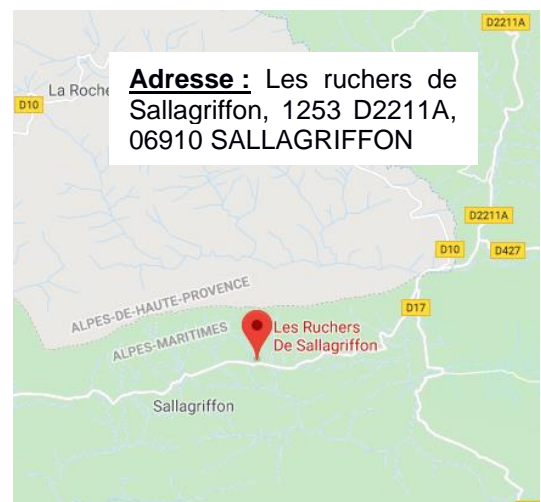 D2211A
Adresse : Les ruchers de
Sallagriffon, 1253 D2211A,
06910 SALLAGRIFFON
La Roche
D10
D2211A
D10
D427
ALPES-DE-HAUTE-PROVENCE
D17
ALPES-MARITIMES
Les Ruchers
De Sallagriffon
Sallagriffon